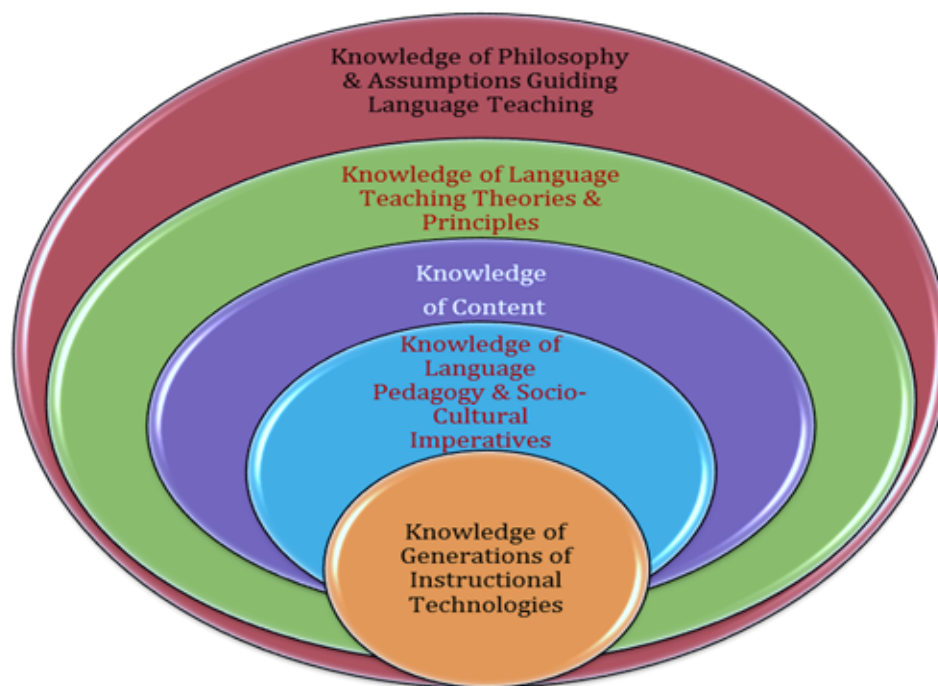 Knowledge of Philosophy
& Assumptions Guiding
Language Teaching
Knowledge of Language
Teaching Theories &
Principles
Knowledge
of Content
Knowledge of
Language
Pedagogy & Socio-
Cultural
Imperatives
Knowledge of
Generations of
Instructional
Technologies